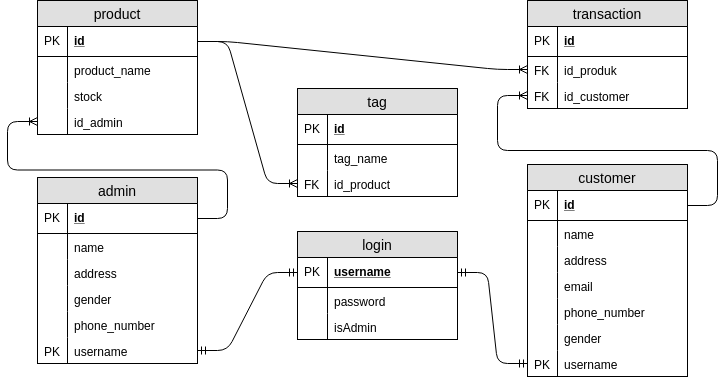 product
PK id
product_name
stock
id_admin
transaction
PK id
FK id_produk
FK id_customer
tag
PK id
tag_name
FK id_product
admin
PK id
name
address
gender
phone_number
PK username
login
PK username
password
isAdmin
customer
PK id
name
address
email
phone_number
gender
PK username